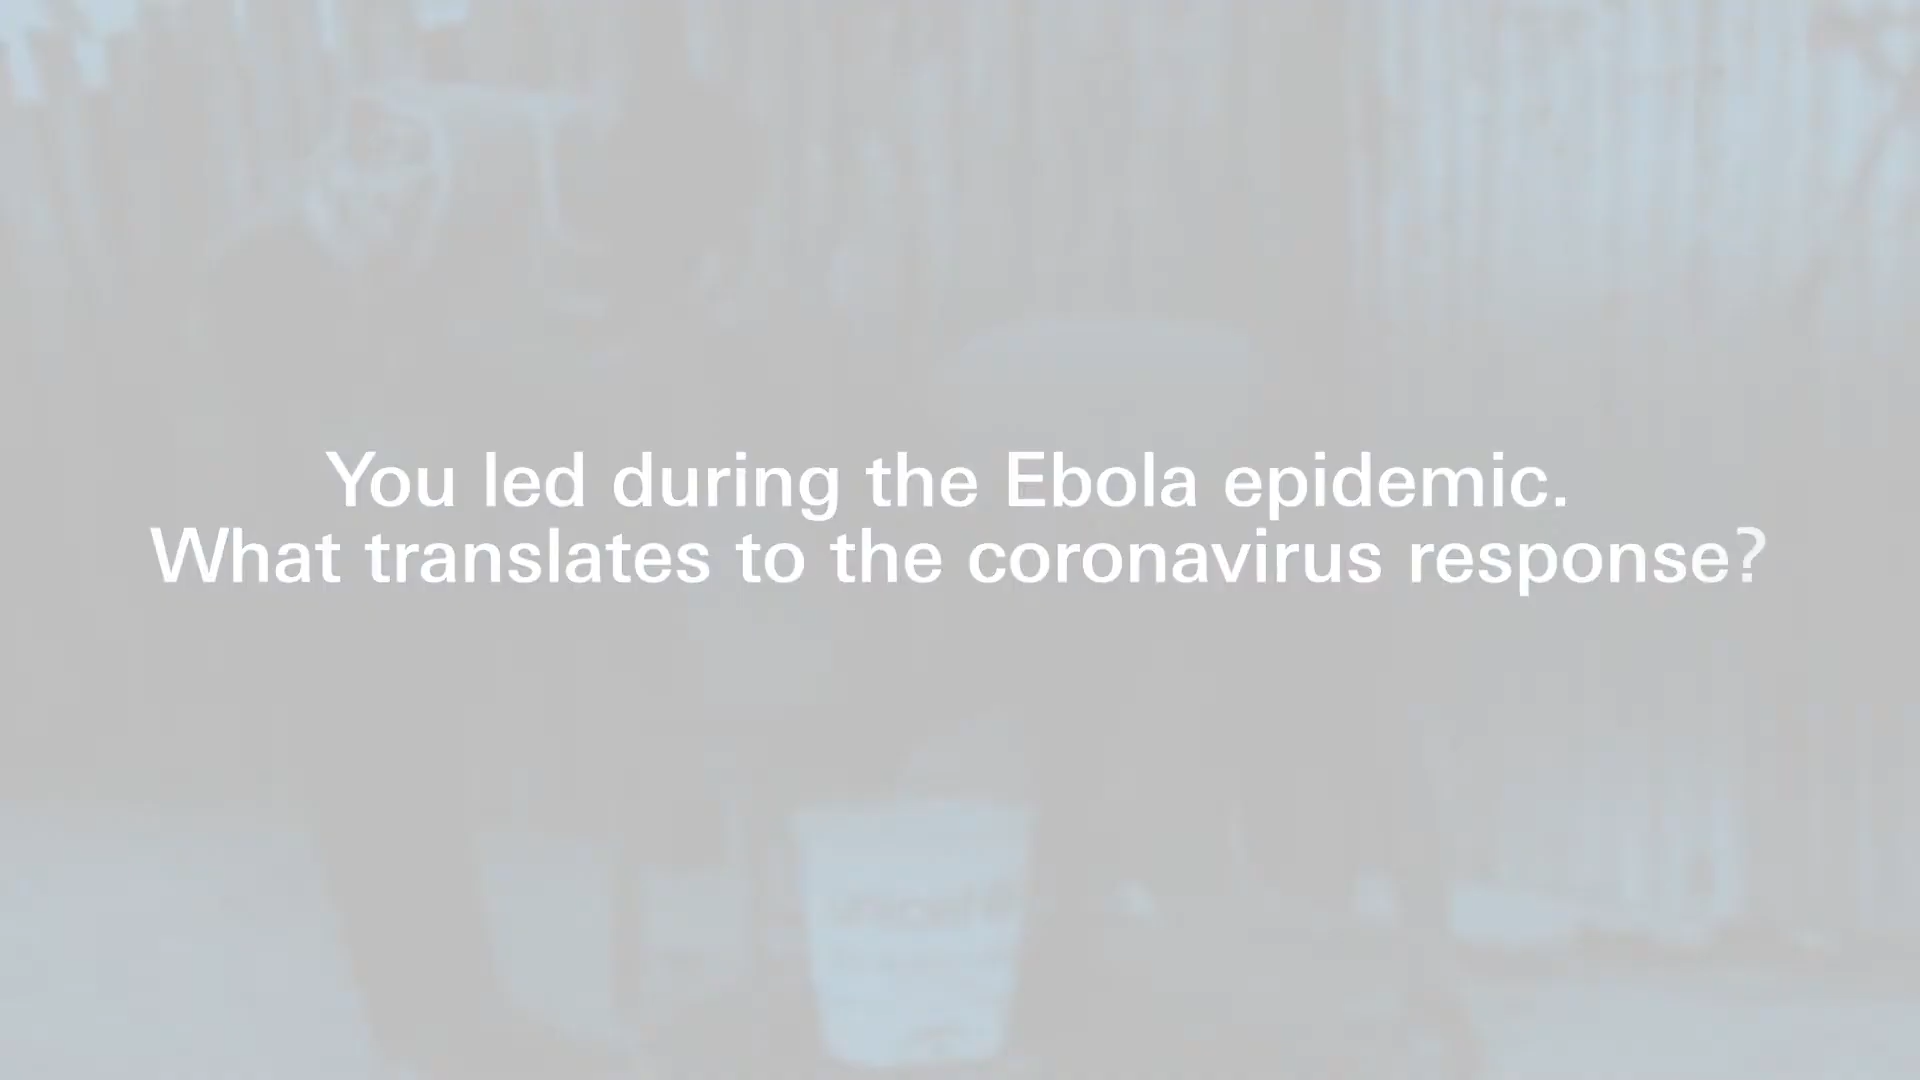 You led during the Ebola epidemic.
What translates to the coronavirus response?